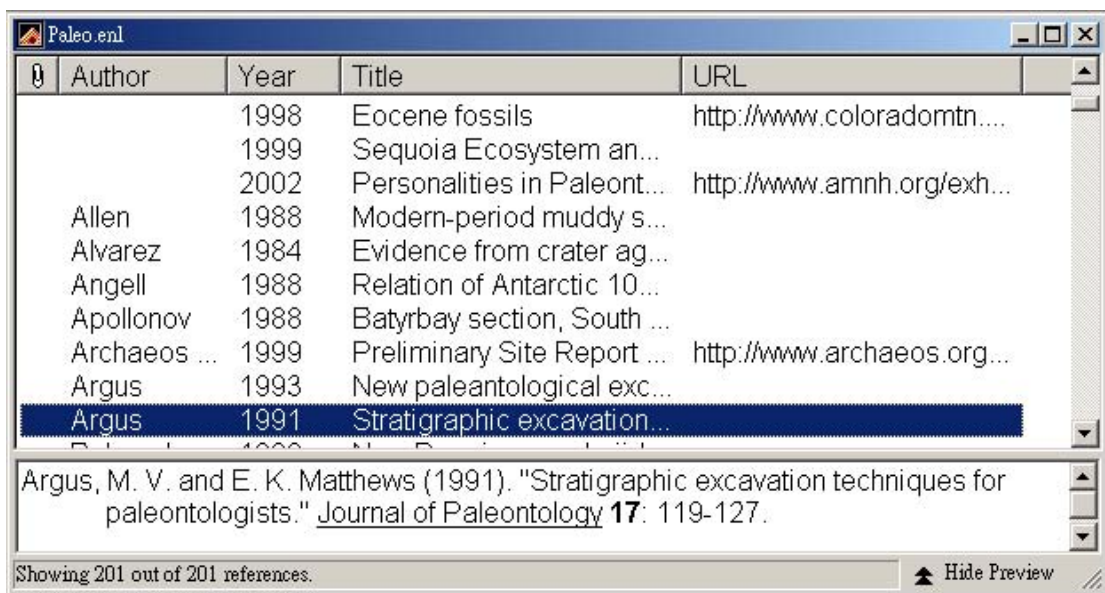 Paleo.enl
Author Year Title URL
1998 Eocene fossils http://www.coloradomtn....
1999 Sequoia Ecosystem an...
2002 Personalities in Paleont... http://www.amnh.org/exh...
Allen 1988 Modern-period muddy s...
Alvarez 1984 Evidence from crater ag...
Angell 1988 Relation of Antarctic 10...
Apollonov 1988 Batyrbay section, South ...
Archaeos ... 1999 Preliminary Site Report ... http://www.archaeos.org...
Argus 1993 New paleantological exc...
Argus 1991 Stratigraphic excavation...
Argus, M. V. and E. K. Matthews (1991). "Stratigraphic excavation techniques for
paleontologists." Journal of Paleontology 17: 119-127.
Showing 201 out of 201 references. Hide Preview